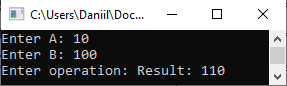 C:\Users\Daniil\Doc...
Enter A: 10
Enter B: 100
Enter operation: Result: 110